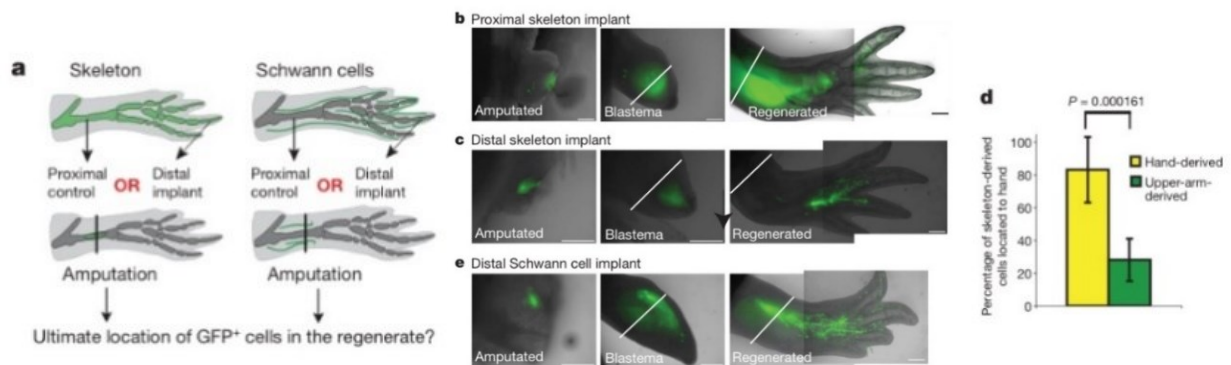 a
Skeleton
Schwann cells
Proximal control OR Distal implant
Proximal control OR Distal implant
Amputation
Amputation
Ultimate location of GFP⁺ cells in the regenerate?
b Proximal skeleton implant
Amputated
Blastema
Regenerated
c Distal skeleton implant
Amputated
Blastema
Regenerated
e Distal Schwann cell implant
Amputated
Blastema
Regenerated
d
P = 0.000161
Percentage of skeleton-derived
cells located to hand
100
80
60
40
20
0
Hand-derived
Upper-arm-
derived